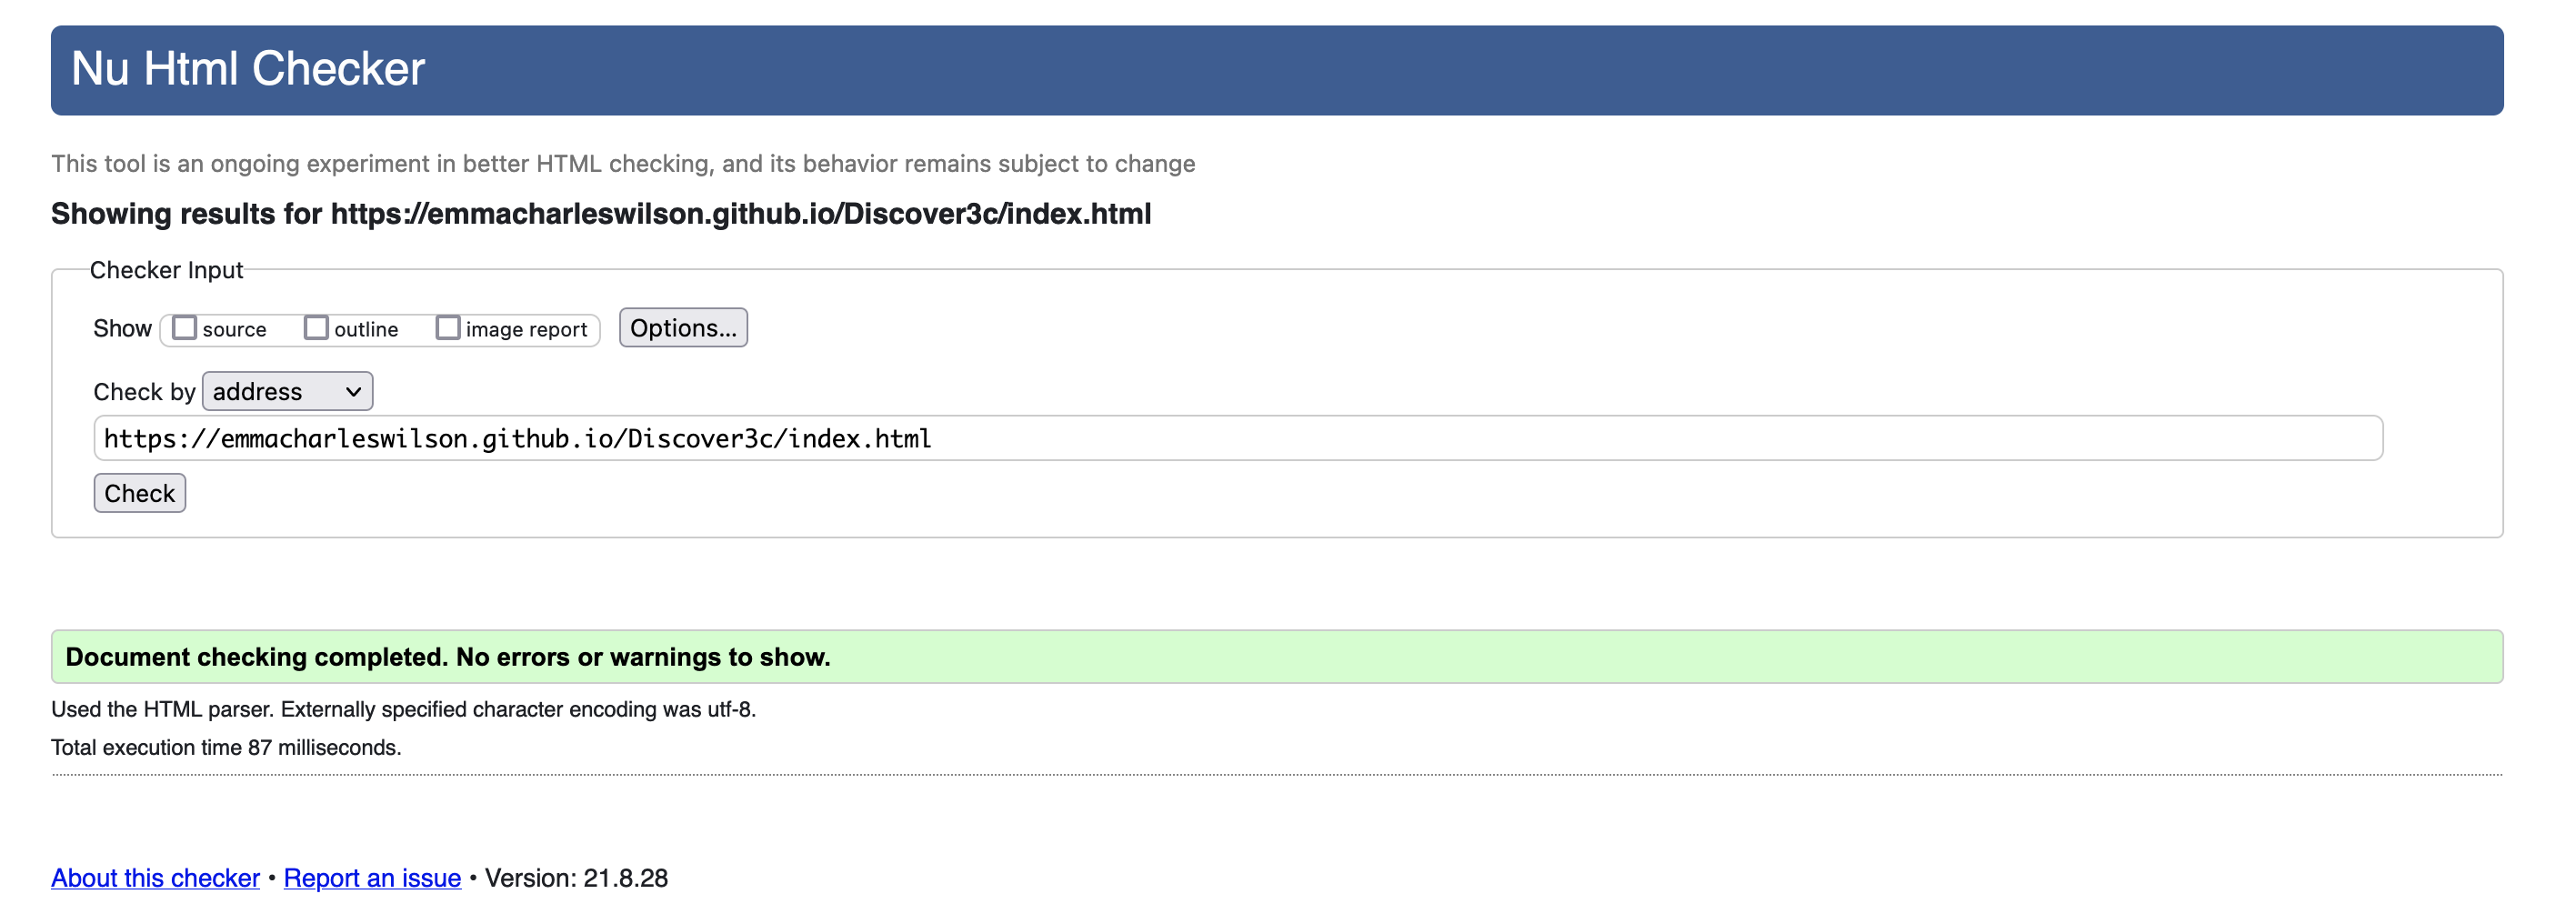 Nu Html Checker
This tool is an ongoing experiment in better HTML checking, and its behavior remains subject to change
Showing results for https://emmacharleswilson.github.io/Discover3c/index.html
Checker Input
Show source outline image report Options...
Check by address
https://emmacharleswilson.github.io/Discover3c/index.html
Check
Document checking completed. No errors or warnings to show.
Used the HTML parser. Externally specified character encoding was utf-8.
Total execution time 87 milliseconds.
About this checker • Report an issue • Version: 21.8.28